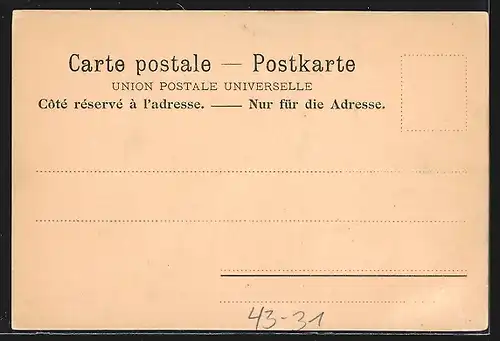 Carte postale — Postkarte
UNION POSTALE UNIVERSELLE
Côté réservé à l'adresse. — Nur für die Adresse.
43-31